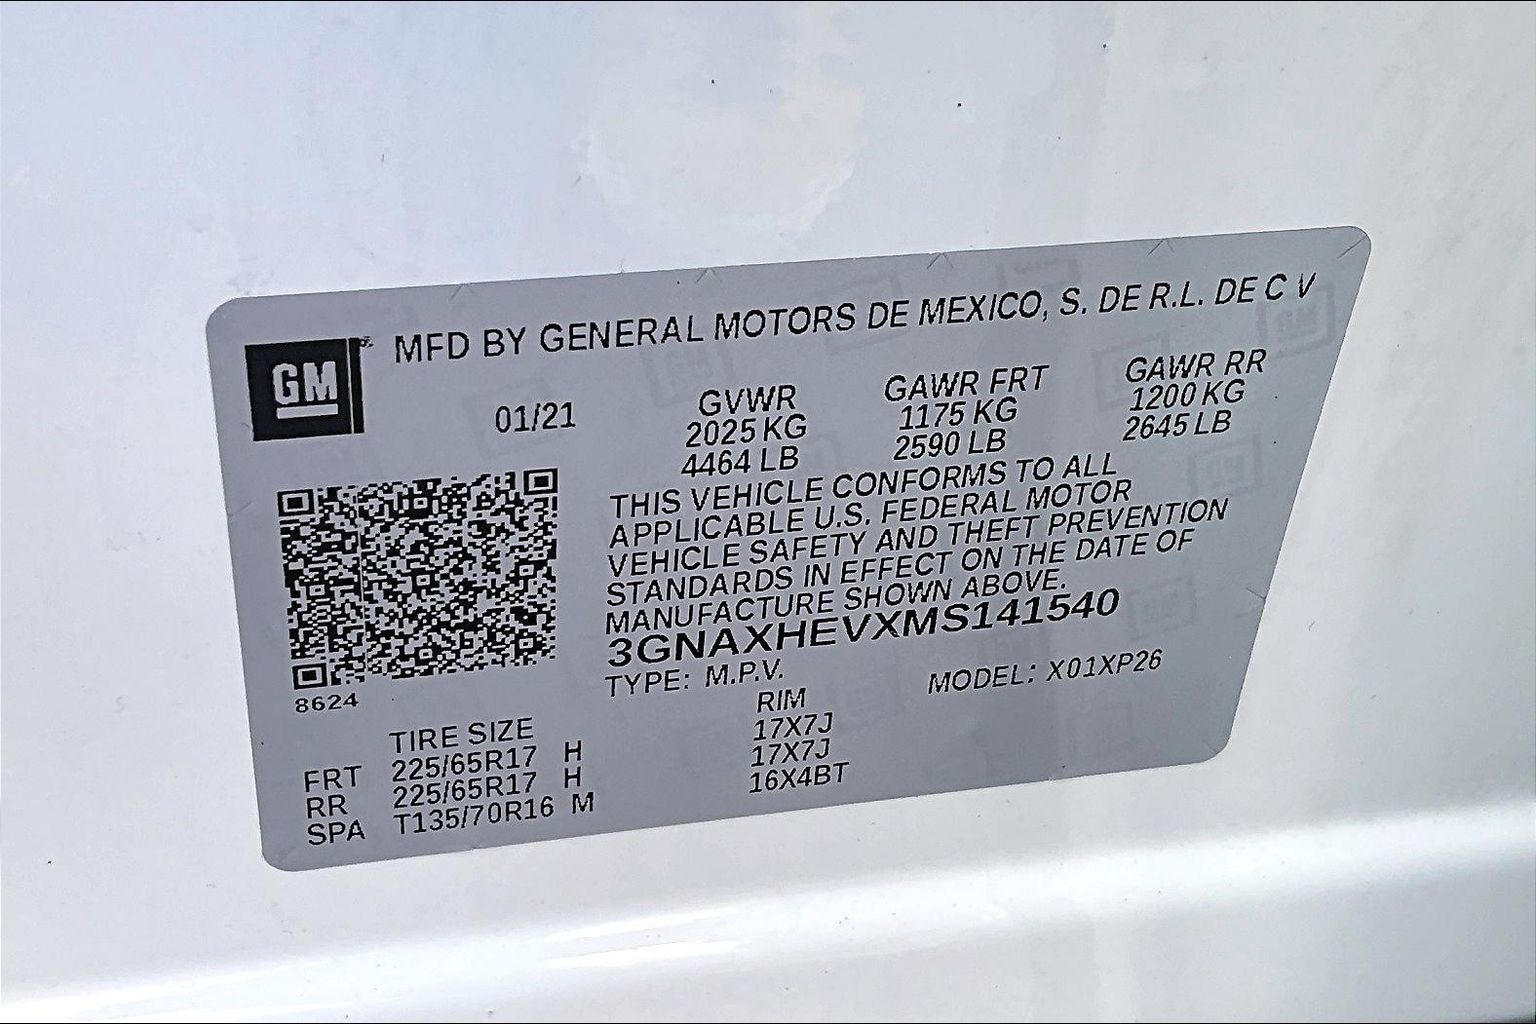 GM
MFD BY GENERAL MOTORS DE MEXICO, S. DE R.L. DE C V
01/21
GVWR GAWR FRT GAWR RR
2025 KG 1175 KG 1200 KG
4464 LB 2590 LB 2645 LB
THIS VEHICLE CONFORMS TO ALL
APPLICABLE U.S. FEDERAL MOTOR
VEHICLE SAFETY AND THEFT PREVENTION
STANDARDS IN EFFECT ON THE DATE OF
MANUFACTURE SHOWN ABOVE.
3GNAXHEVXMS141540
TYPE: M.P.V. MODEL: X01XP26
8624
TIRE SIZE RIM
FRT 225/65R17 H 17X7J
RR 225/65R17 H 17X7J
SPA T135/70R16 M 16X4BT